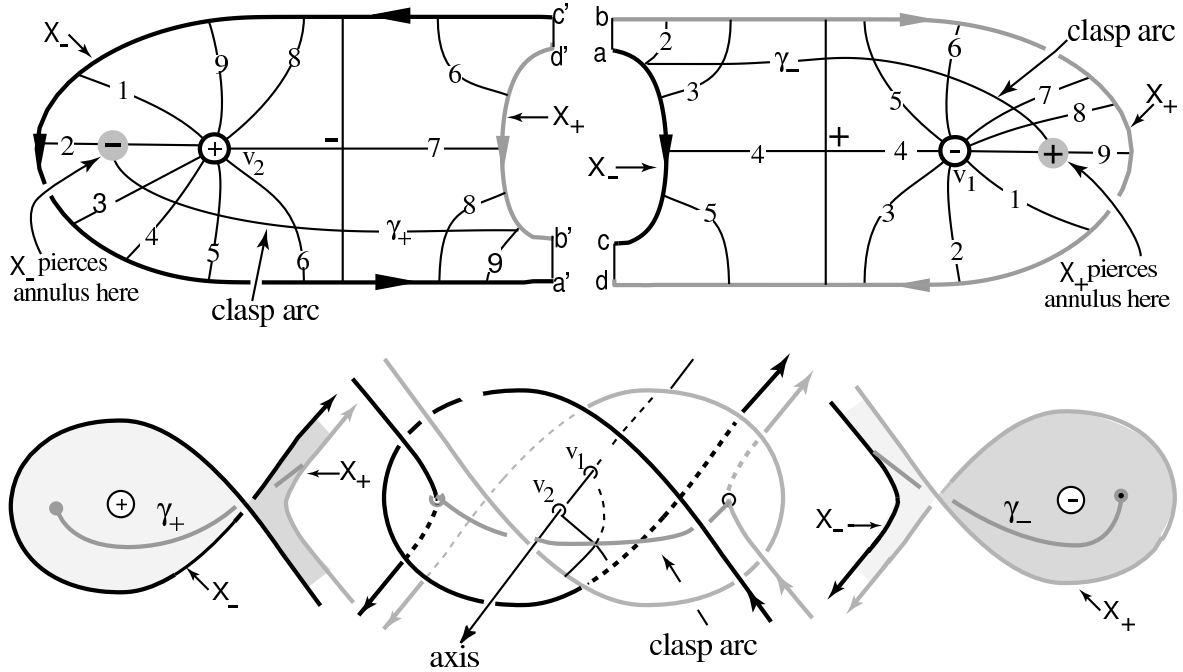 X₋
c'
d'
9
8
6
1
X₊
2
−
+
v₂
−
7
3
8
γ₊
b'
4
5
6
9
a'
X₋ pierces
annulus here
clasp arc
b
2
6
clasp arc
a
γ₋
3
5
7
8
X₊
+
X₋
4
4
−
+
9
v₁
1
5
3
2
c
d
X₊ pierces
annulus here
+
γ₊
X₊
X₋
v₁
v₂
axis
clasp arc
X₋
γ₋
−
X₊